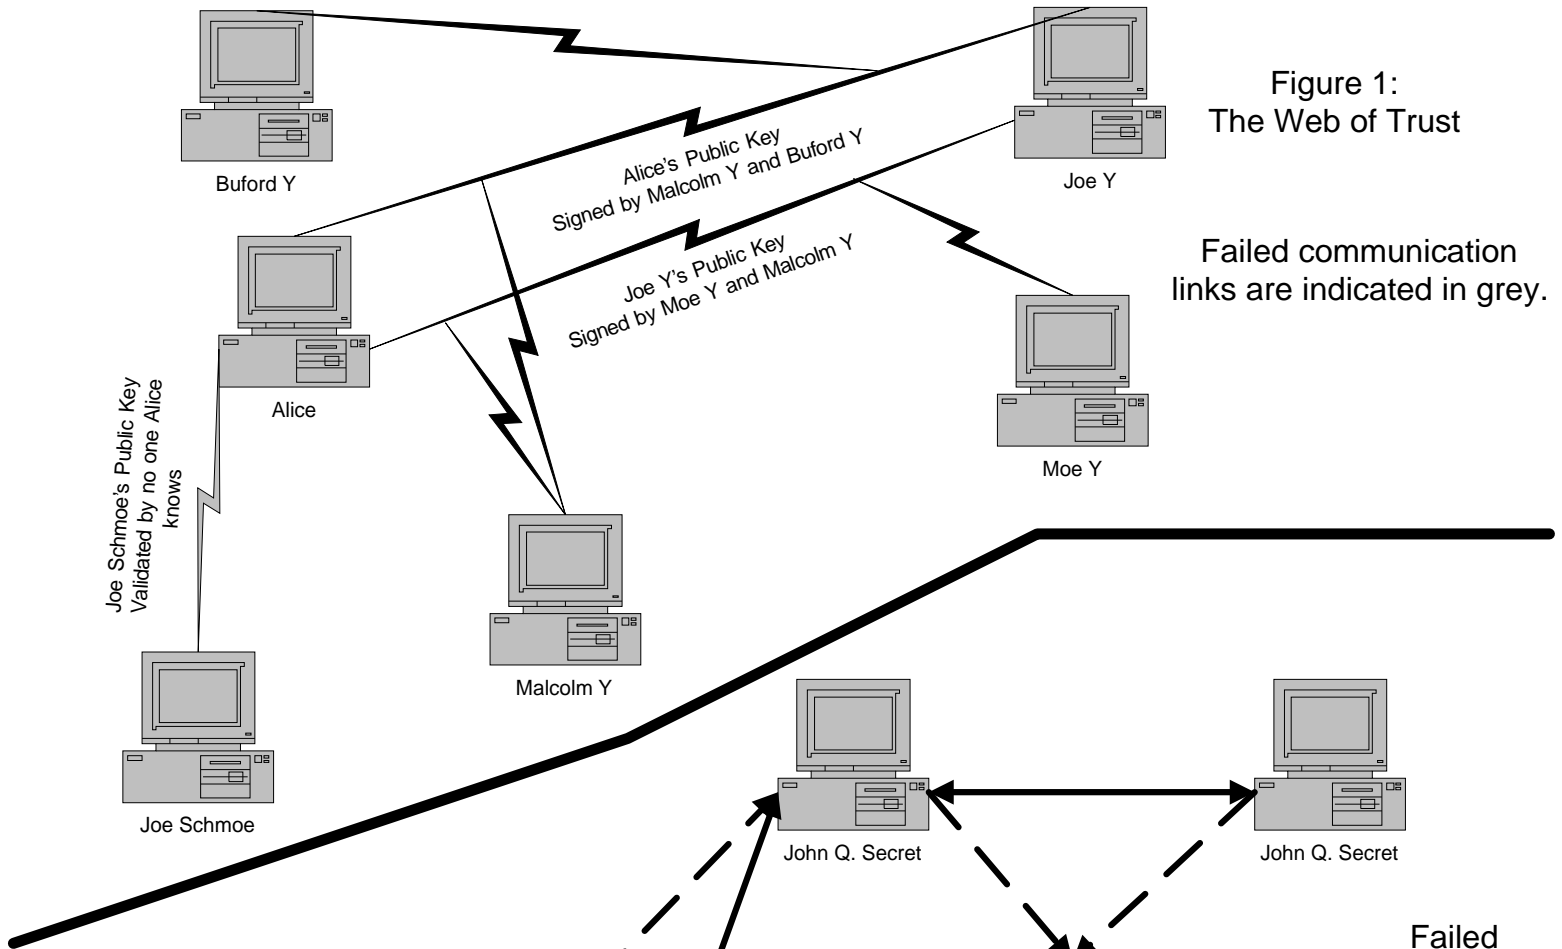 Figure 1:
The Web of Trust
Buford Y
Alice's Public Key
Signed by Malcolm Y and Buford Y
Joe Y
Joe Y's Public Key
Signed by Moe Y and Malcolm Y
Failed communication
links are indicated in grey.
Alice
Joe Schmoe's Public Key
Validated by no one Alice
knows
Moe Y
Malcolm Y
Joe Schmoe
John Q. Secret
John Q. Secret
Failed